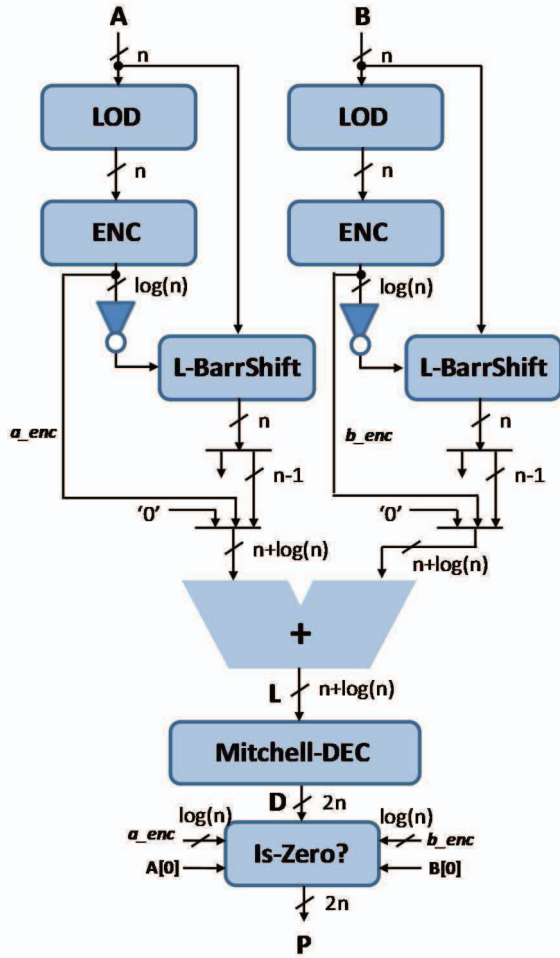 A B
n n
LOD LOD
n n
ENC ENC
log(n) log(n)
L-BarrShift L-BarrShift
a_enc n b_enc n
n-1 n-1
‘0’ ‘0’
n+log(n) n+log(n)
+
L n+log(n)
Mitchell-DEC
D 2n
log(n) log(n)
a_enc Is-Zero? b_enc
A[0] B[0]
2n
P